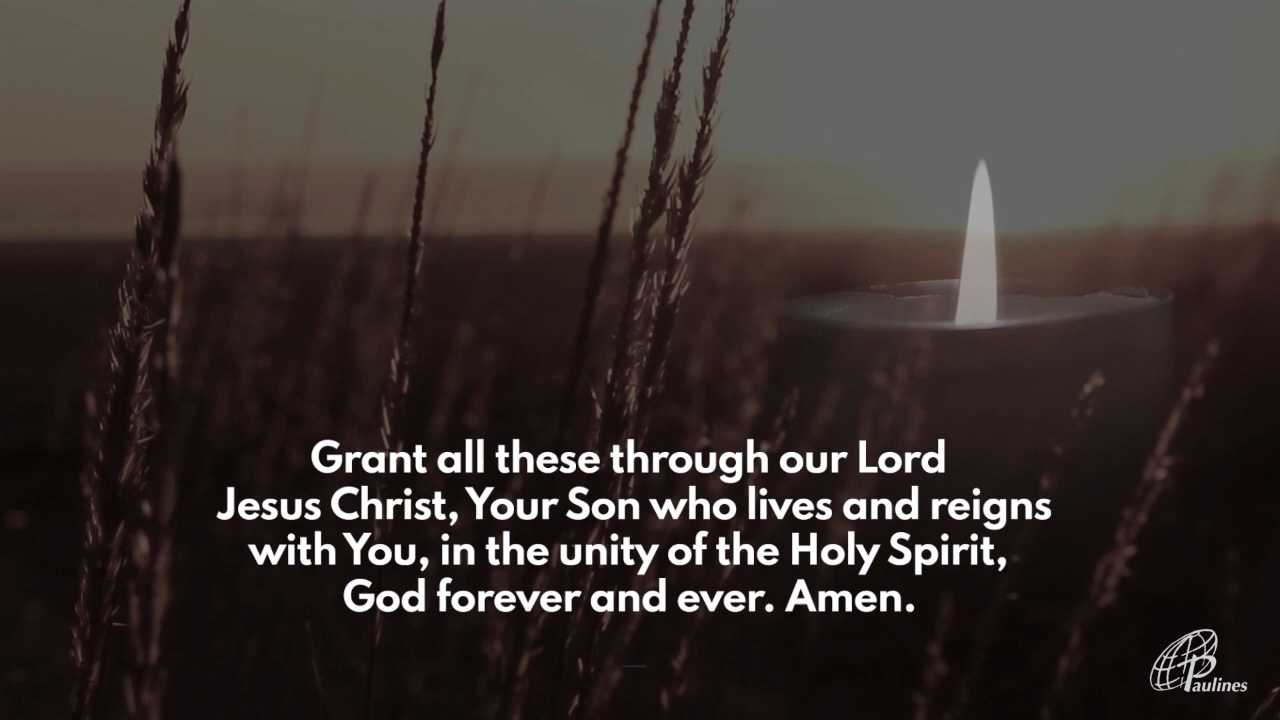 Grant all these through our Lord
Jesus Christ, Your Son who lives and reigns
with You, in the unity of the Holy Spirit,
God forever and ever. Amen.
Paulines